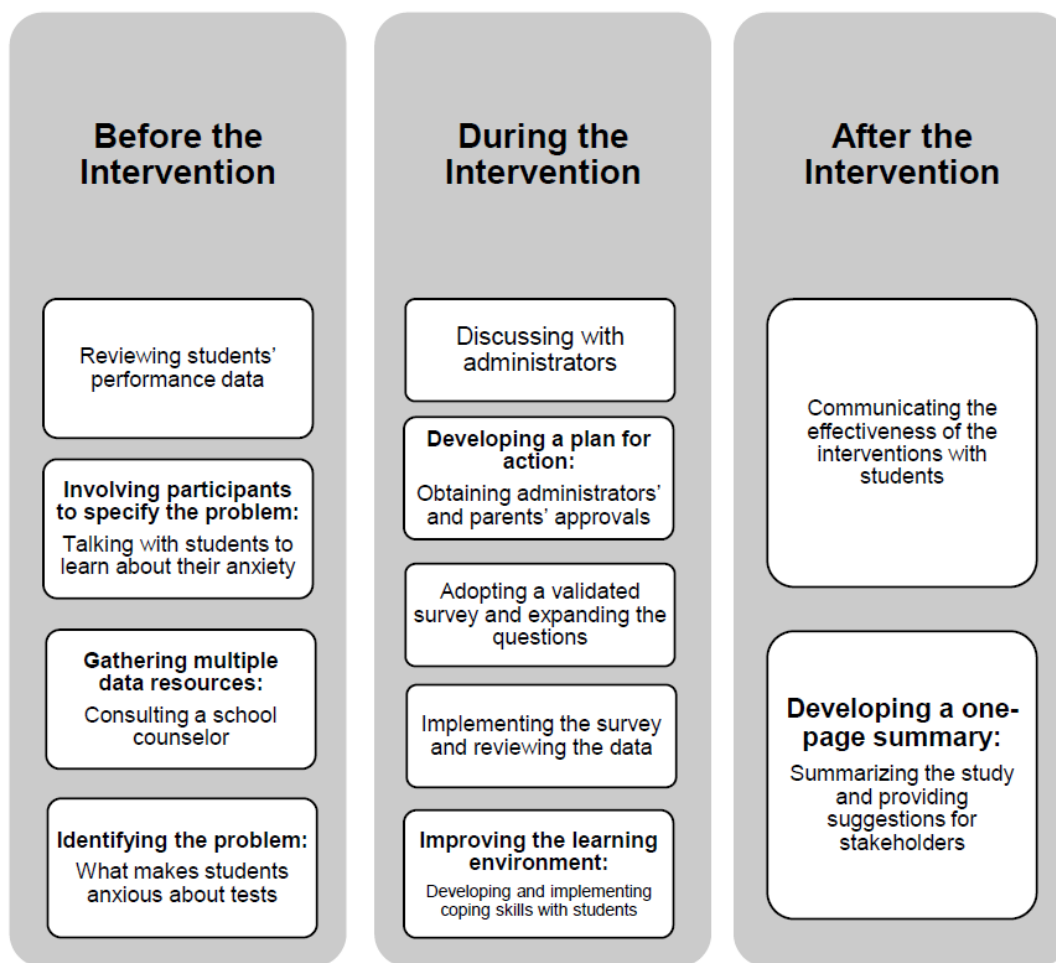 Before the
Intervention
Reviewing students’
performance data
Involving participants
to specify the problem:
Talking with students to
learn about their anxiety
Gathering multiple
data resources:
Consulting a school
counselor
Identifying the problem:
What makes students
anxious about tests
During the
Intervention
Discussing with
administrators
Developing a plan for
action:
Obtaining administrators’
and parents’ approvals
Adopting a validated
survey and expanding the
questions
Implementing the survey
and reviewing the data
Improving the learning
environment:
Developing and implementing
coping skills with students
After the
Intervention
Communicating the
effectiveness of the
interventions with
students
Developing a one-
page summary:
Summarizing the study
and providing
suggestions for
stakeholders